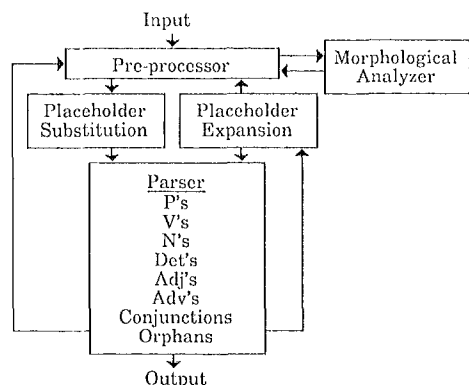 Input
Pre-processor
Morphological
Analyzer
Placeholder
Substitution
Placeholder
Expansion
Parser
P's
V's
N's
Det's
Adj's
Adv's
Conjunctions
Orphans
Output